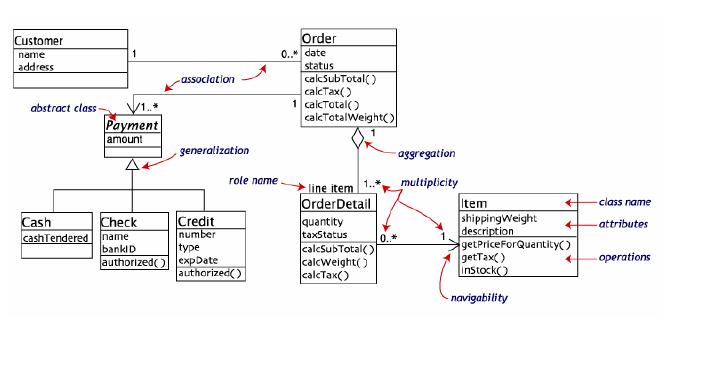 Customer
name
address
1
0..*
association
Order
date
status
calcSubTotal()
calcTax()
calcTotal()
calcTotalWeight()
1
1..*
abstract class
Payment
amount
generalization
1
aggregation
role name
line item
1..*
multiplicity
Cash
cashTendered
Check
name
bankID
authorized()
Credit
number
type
expDate
authorized()
OrderDetail
quantity
taxStatus
calcSubTotal()
calcWeight()
calcTax()
0..*
1
Item
shippingWeight
description
getPriceForQuantity()
getTax()
inStock()
class name
attributes
operations
navigability